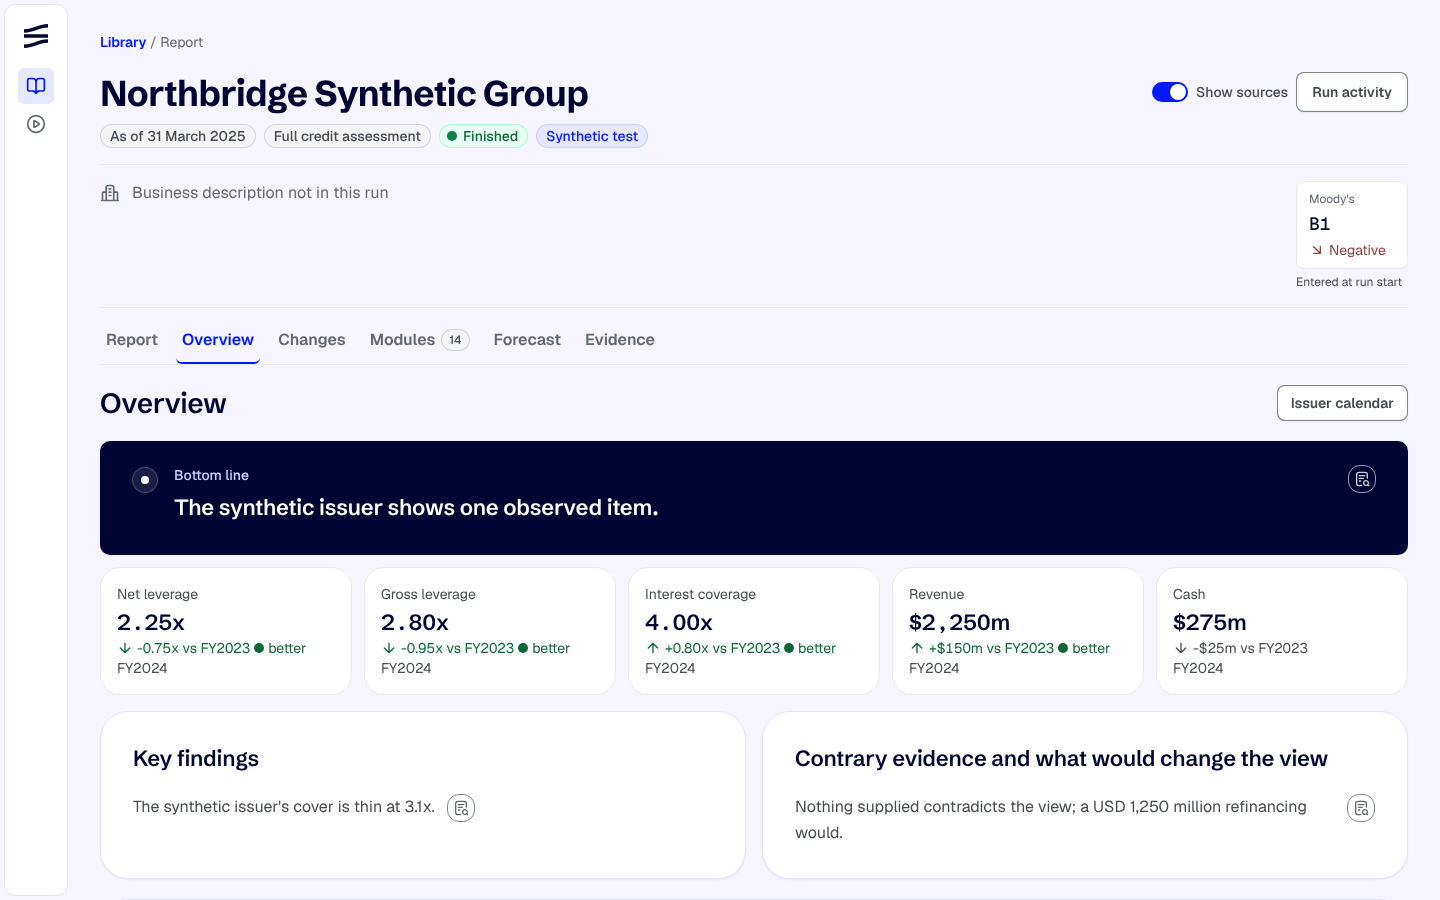 Library / Report
Northbridge Synthetic Group
Show sources
Run activity
As of 31 March 2025
Full credit assessment
Finished
Synthetic test
Business description not in this run
Moody's
B1
Negative
Entered at run start
Report
Overview
Changes
Modules 14
Forecast
Evidence
Overview
Issuer calendar
Bottom line
The synthetic issuer shows one observed item.
Net leverage
2.25x
-0.75x vs FY2023 ● better
FY2024
Gross leverage
2.80x
-0.95x vs FY2023 ● better
FY2024
Interest coverage
4.00x
+0.80x vs FY2023 ● better
FY2024
Revenue
$2,250m
+$150m vs FY2023 ● better
FY2024
Cash
$275m
-$25m vs FY2023
FY2024
Key findings
The synthetic issuer's cover is thin at 3.1x.
Contrary evidence and what would change the view
Nothing supplied contradicts the view; a USD 1,250 million refinancing
would.